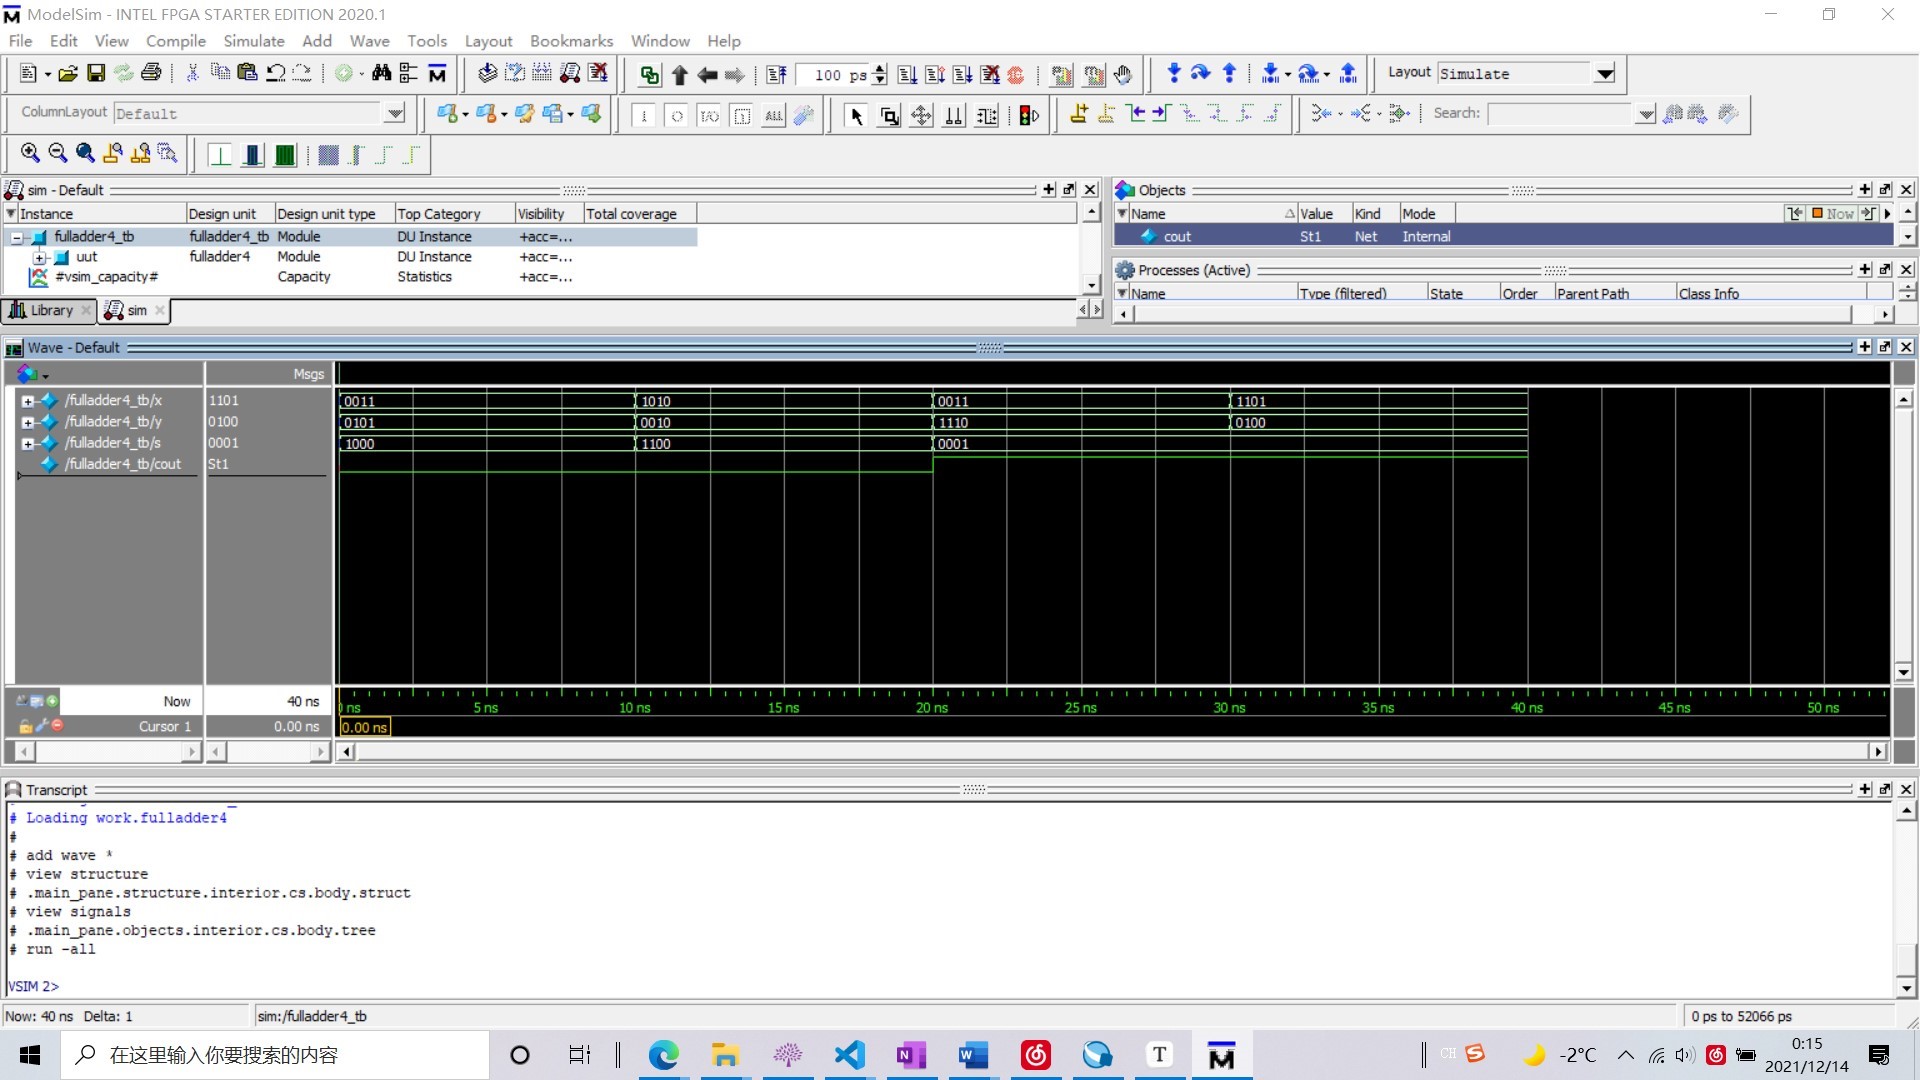 ModelSim - INTEL FPGA STARTER EDITION 2020.1
File Edit View Compile Simulate Add Wave Tools Layout Bookmarks Window Help
100 ps
Layout Simulate
ColumnLayout Default
ALL
Search:
sim - Default
Instance Design unit Design unit type Top Category Visibility Total coverage
fulladder4_tb fulladder4_tb Module DU Instance +acc=...
uut fulladder4 Module DU Instance +acc=...
#vsim_capacity# Capacity Statistics +acc=...
Library sim
Objects
Name Value Kind Mode Now
cout St1 Net Internal
Processes (Active)
Name Type (filtered) State Order Parent Path Class Info
Wave - Default
Msgs
/fulladder4_tb/x 1101 0011 1010 0011 1101
/fulladder4_tb/y 0100 0101 0010 1110 0100
/fulladder4_tb/s 0001 1000 1100 0001
/fulladder4_tb/cout St1
Now 40 ns ns 5 ns 10 ns 15 ns 20 ns 25 ns 30 ns 35 ns 40 ns 45 ns 50 ns
Cursor 1 0.00 ns 0.00 ns
Transcript
# Loading work.fulladder4
#
# add wave *
# view structure
# .main_pane.structure.interior.cs.body.struct
# view signals
# .main_pane.objects.interior.cs.body.tree
# run -all
VSIM 2>
Now: 40 ns Delta: 1 sim:/fulladder4_tb 0 ps to 52066 ps
在这里输入你要搜索的内容
CH
-2°C
0:15
2021/12/14